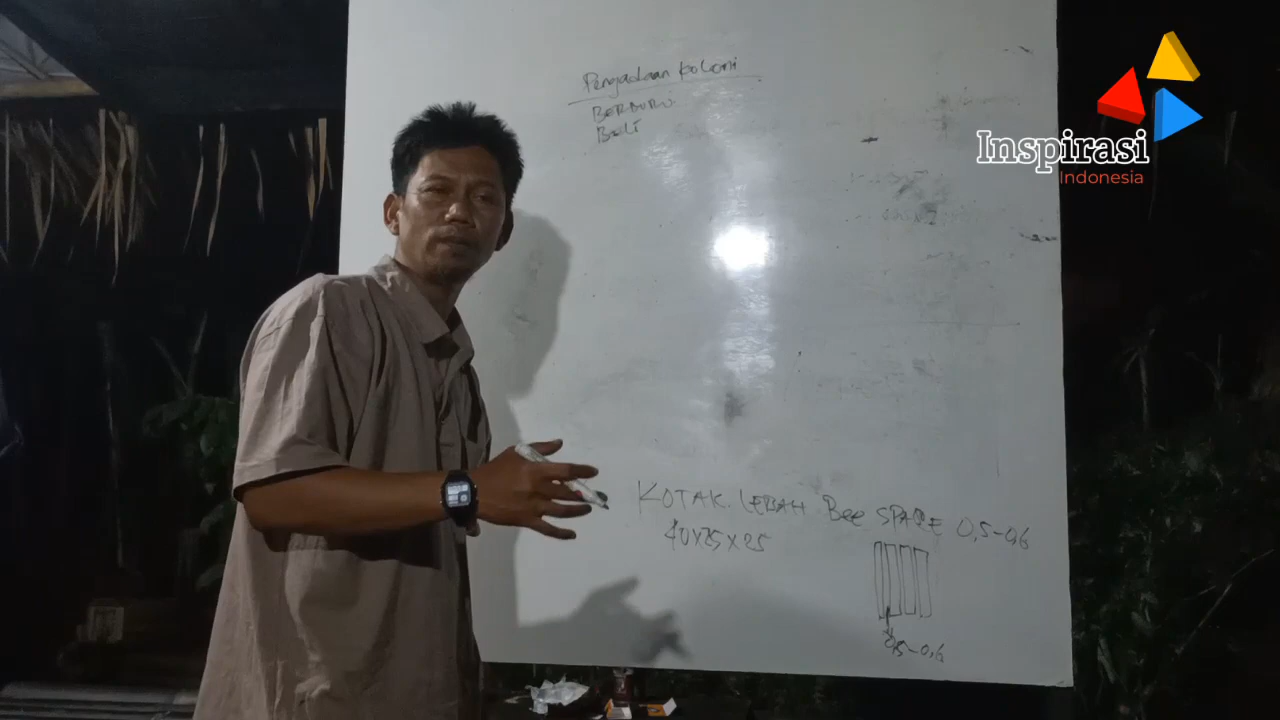 Pengadaan koloni
BERBURU
Beli
Inspirasi
Indonesia
KOTAK LEBAH Bee SPACE 0,5-0,6
40x25x25
0,5-0,6